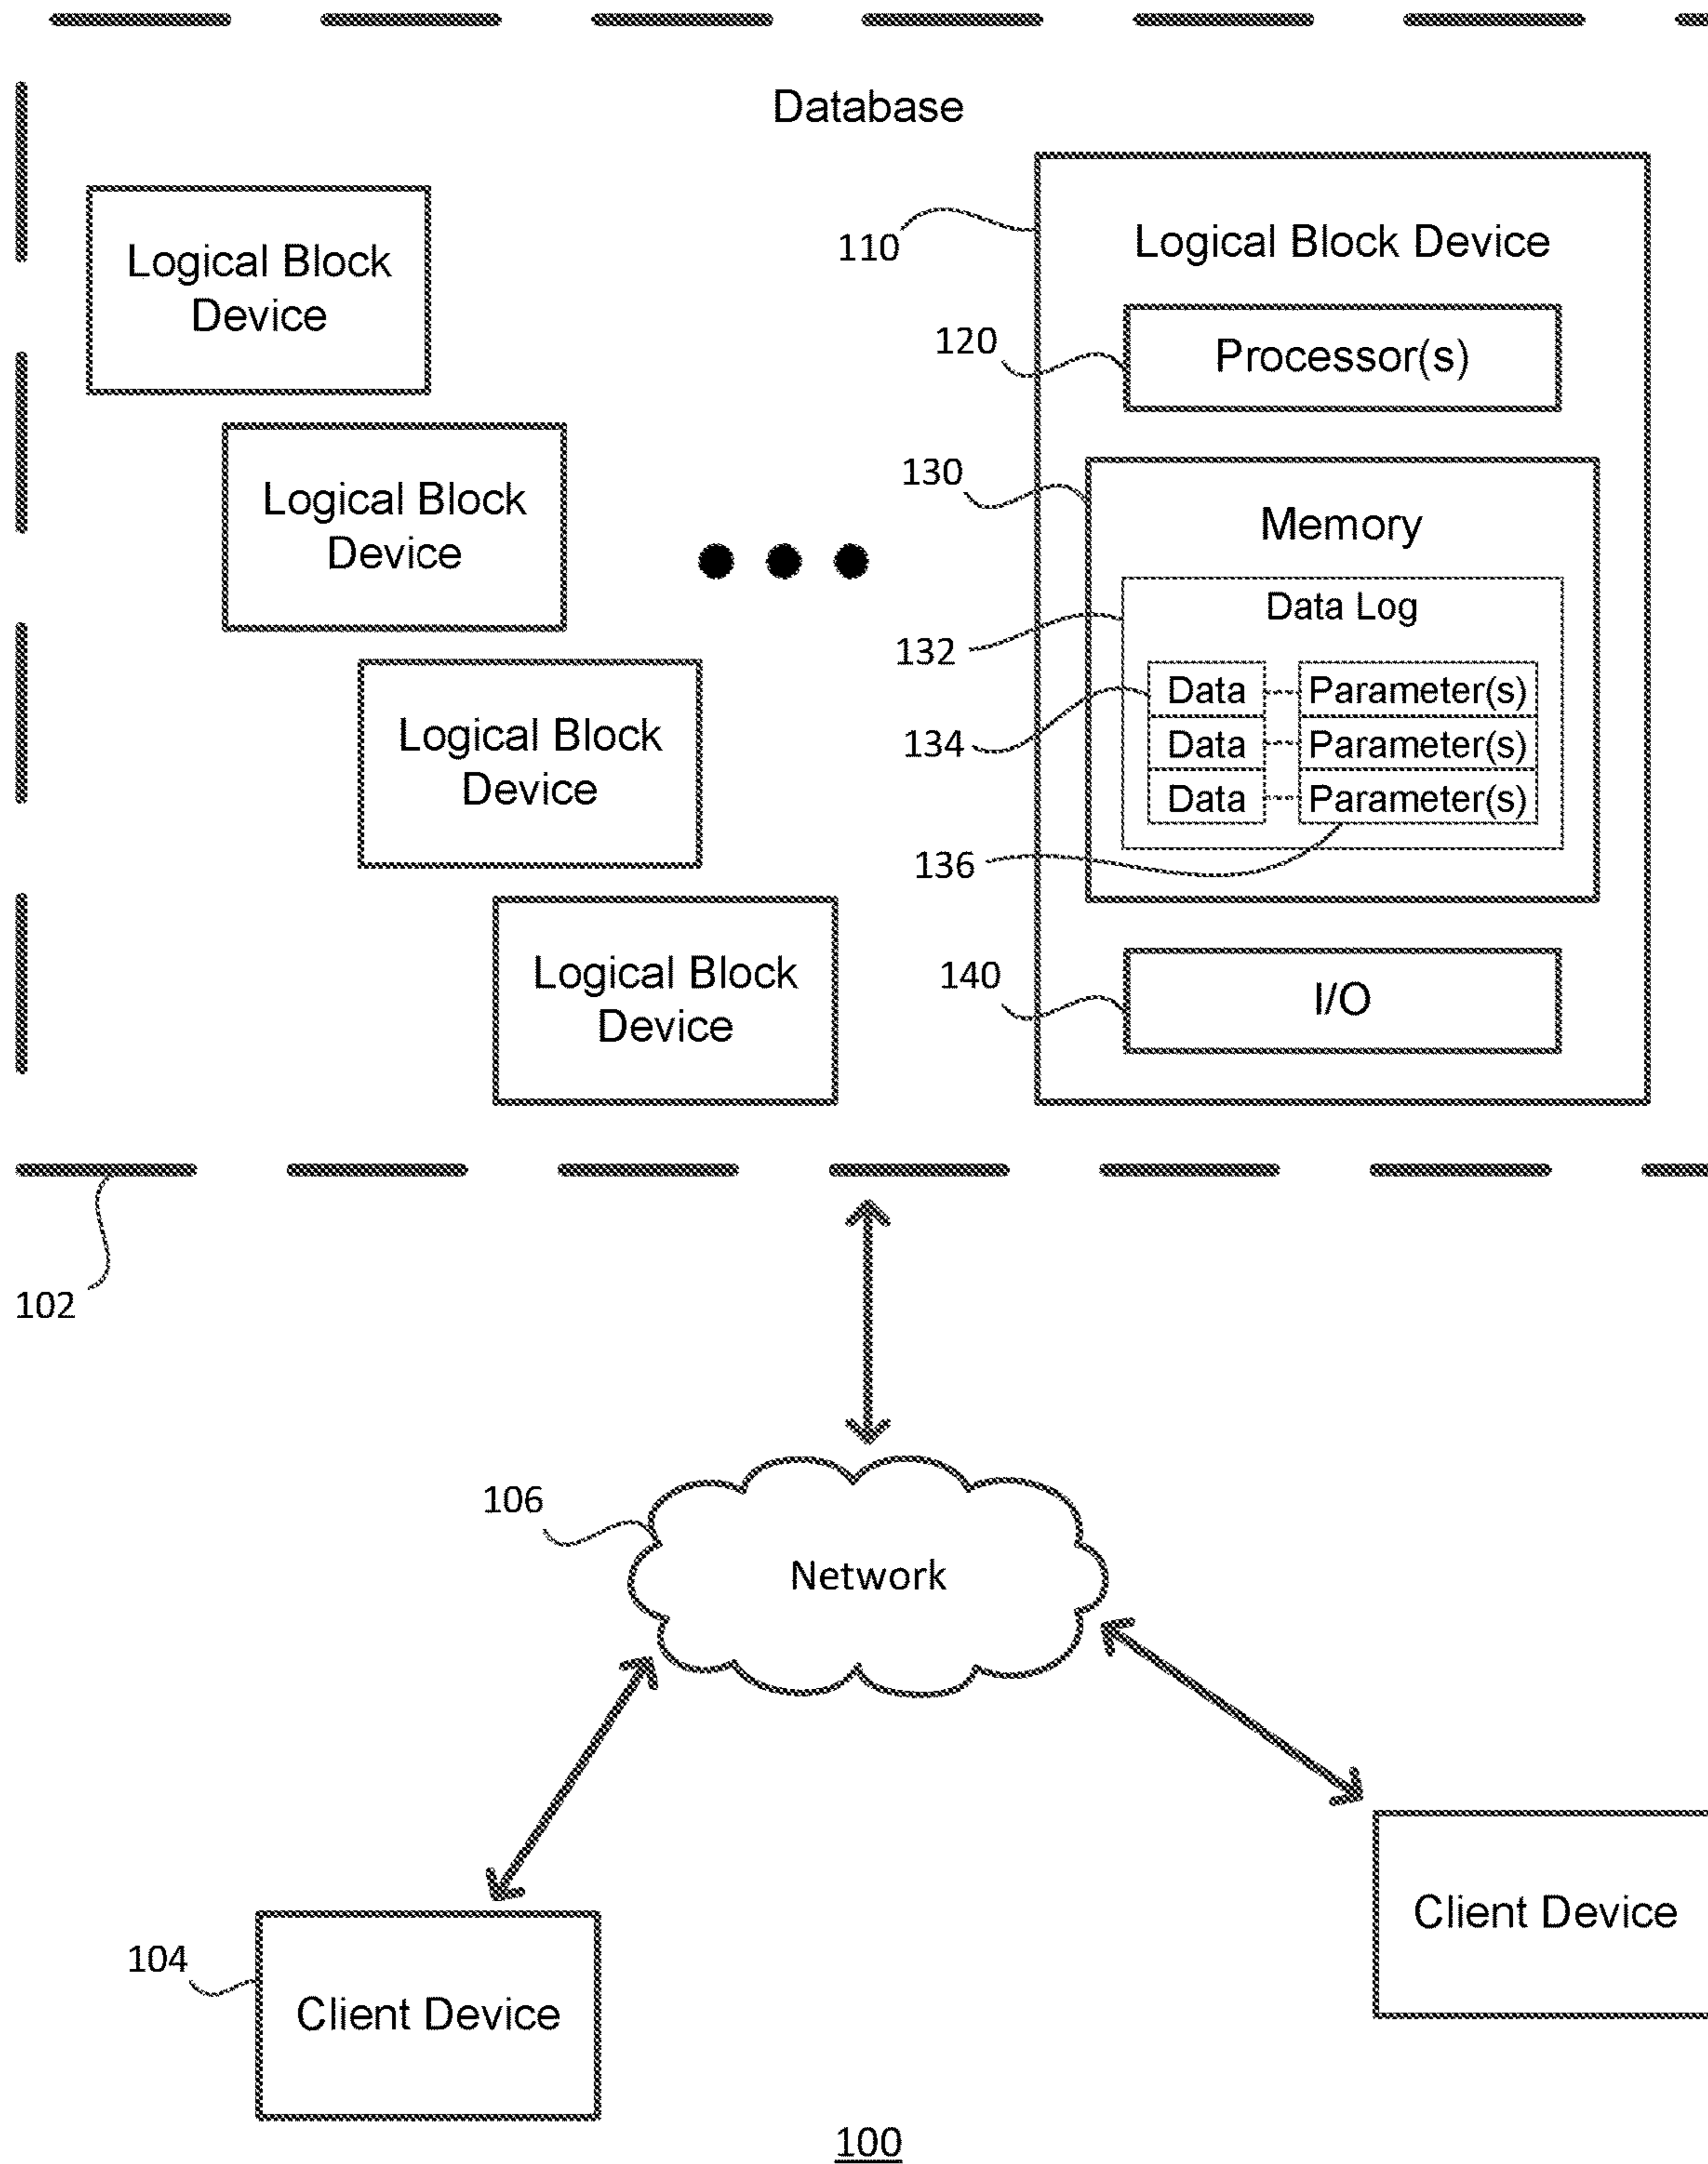 Database
Logical Block
Device
Logical Block
Device
Logical Block
Device
Logical Block
Device
110
Logical Block Device
120
Processor(s)
130
Memory
132
Data Log
134
Data Parameter(s)
Data Parameter(s)
Data Parameter(s)
136
140
I/O
102
106
Network
104
Client Device
Client Device
100